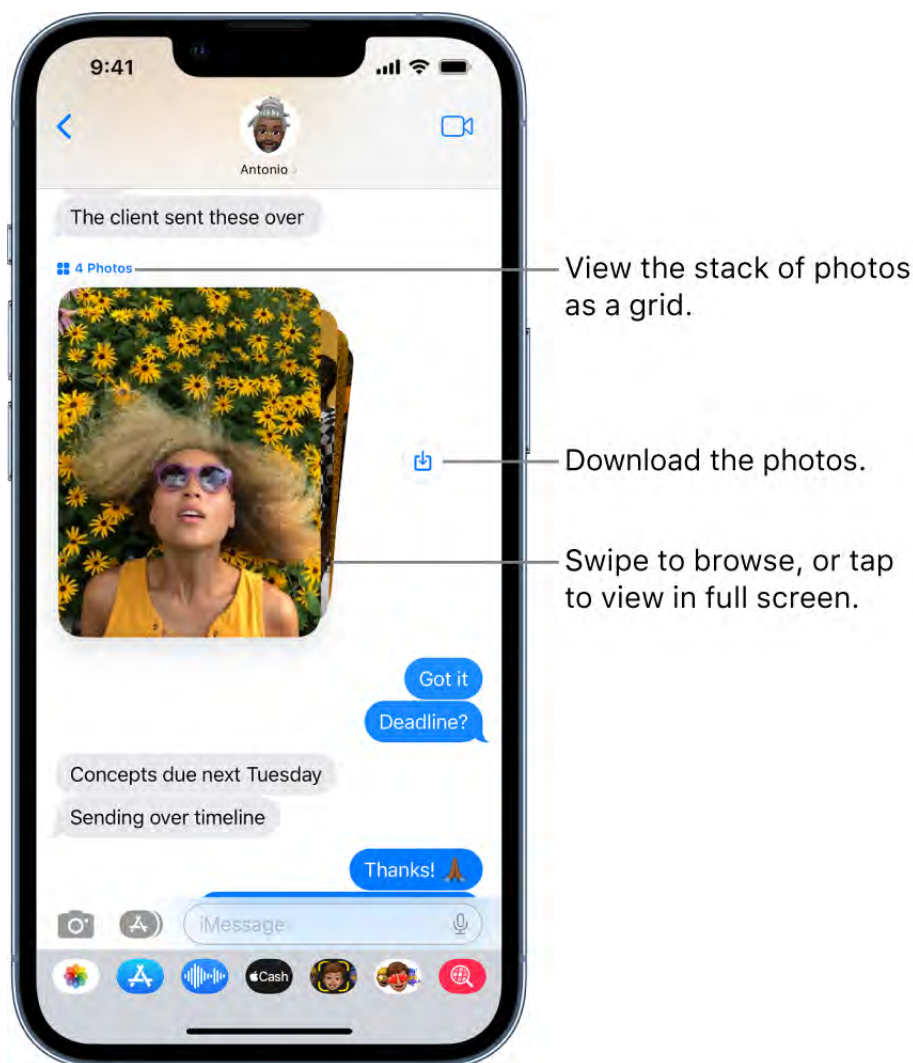 9:41
Antonio
The client sent these over
4 Photos
View the stack of photos
as a grid.
Download the photos.
Swipe to browse, or tap
to view in full screen.
Got it
Deadline?
Concepts due next Tuesday
Sending over timeline
Thanks! 🙏🏾
iMessage
Cash